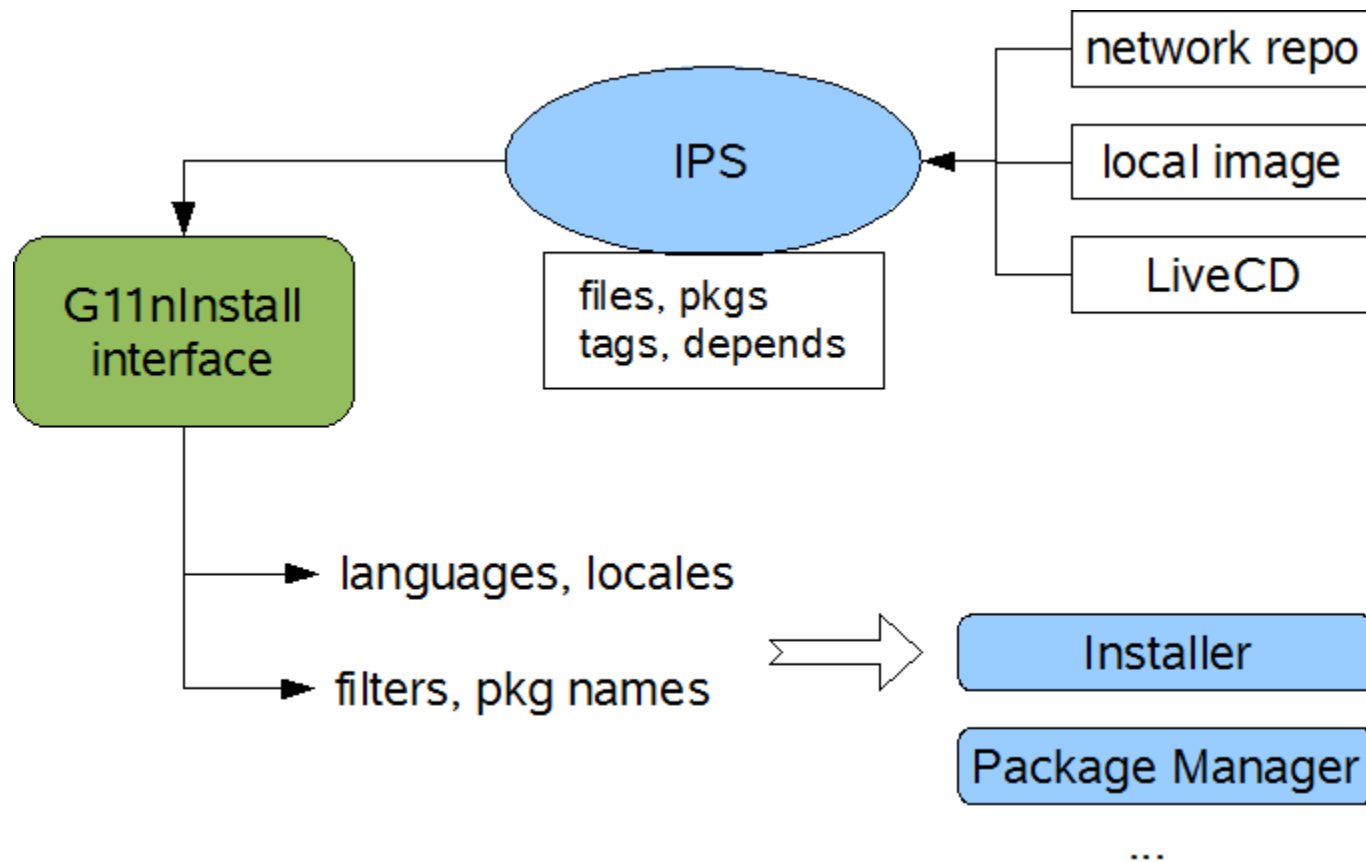 network repo
IPS
local image
LiveCD
files, pkgs
tags, depends
G11nInstall
interface
languages, locales
filters, pkg names
Installer
Package Manager
...